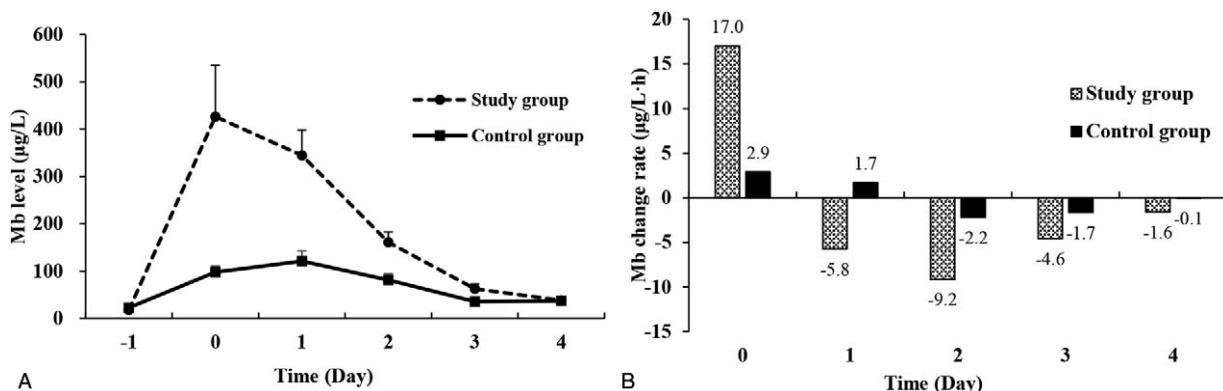 600
500
400
300
200
100
0
Mb level (µg/L)
Study group
Control group
-1 0 1 2 3 4
Time (Day)
A
20
15
10
5
0
-5
-10
-15
Mb change rate (µg/L·h)
17.0
2.9
1.7
-5.8
-9.2
-2.2
-4.6
-1.7
-1.6
-0.1
Study group
Control group
0 1 2 3 4
Time (Day)
B